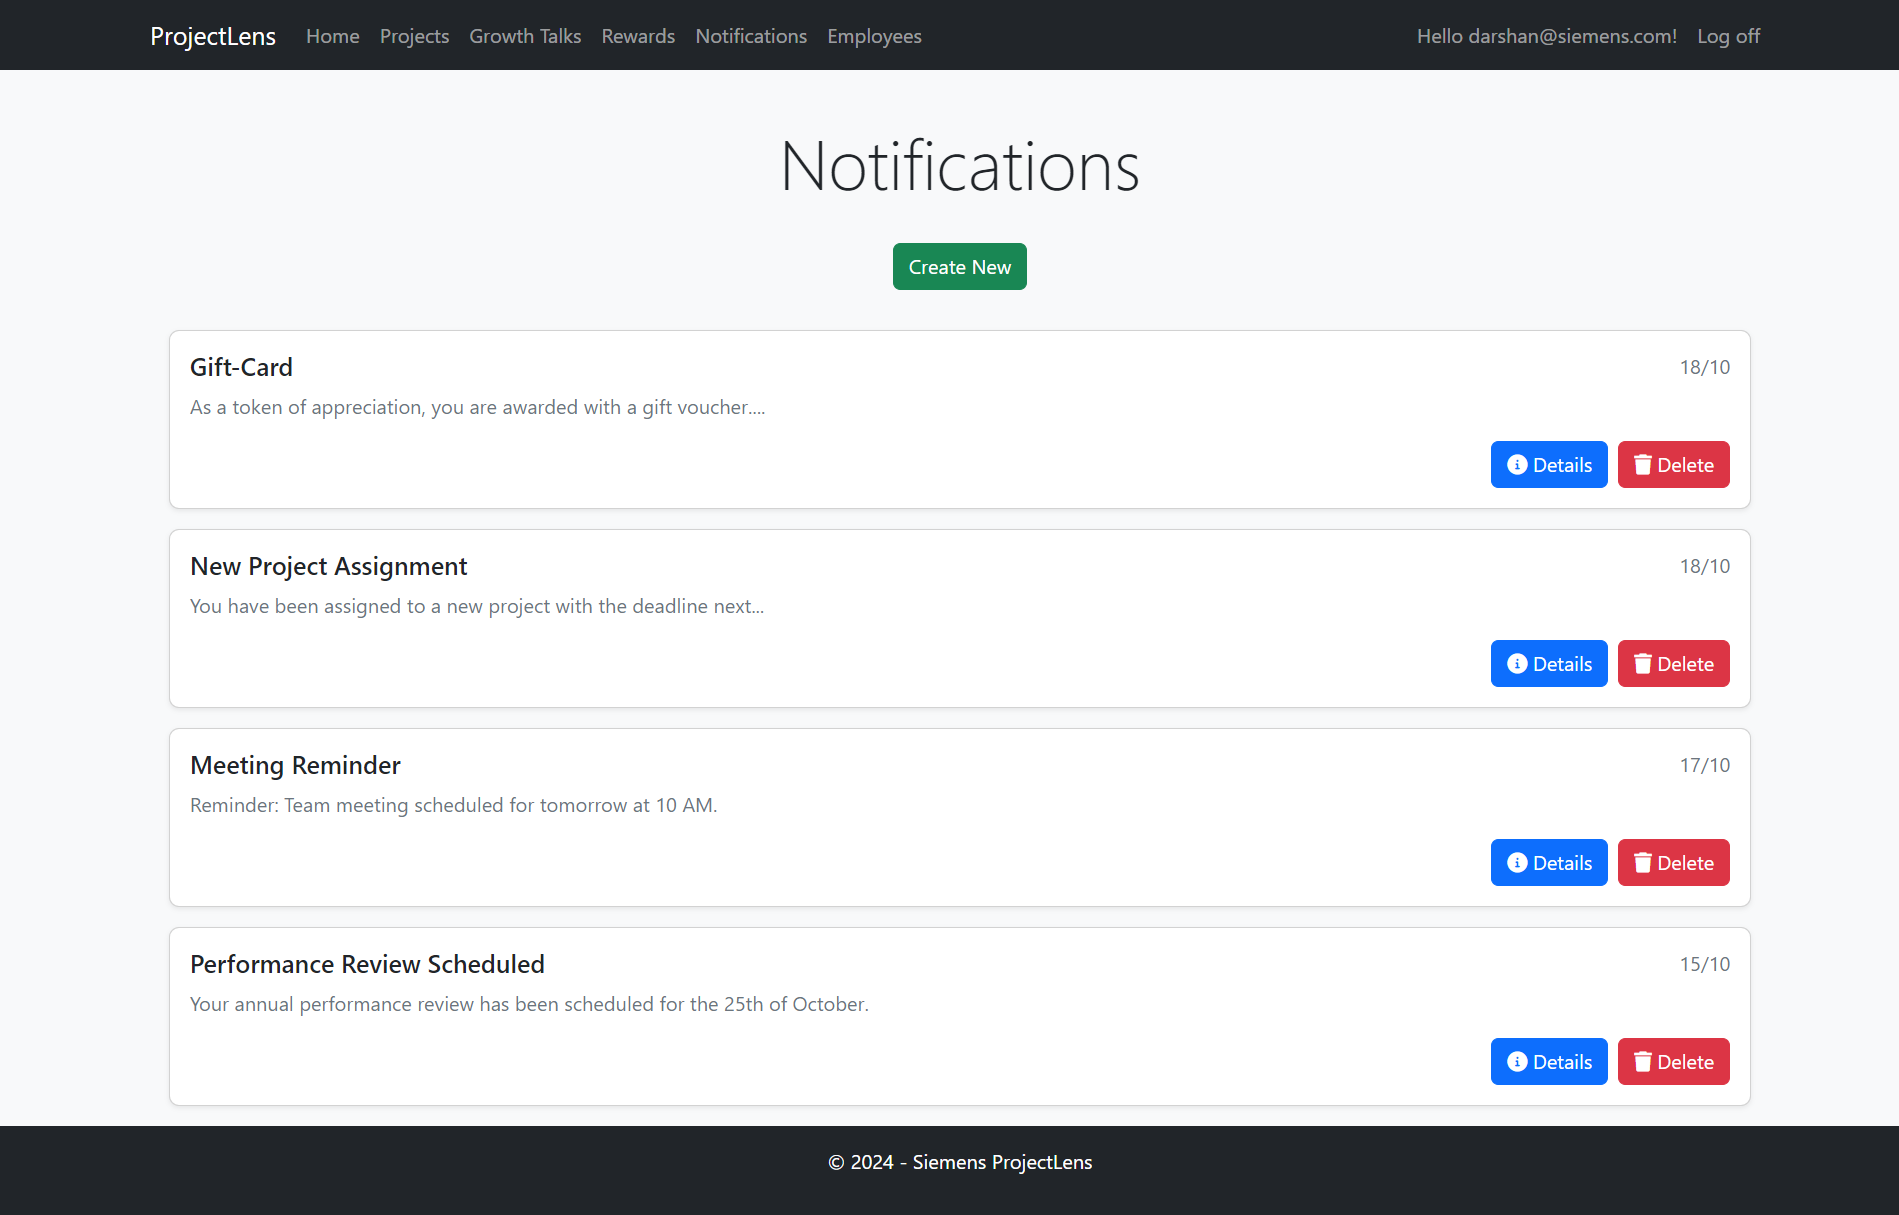 ProjectLens Home Projects Growth Talks Rewards Notifications Employees Hello darshan@siemens.com! Log off
Notifications
Create New
Gift-Card 18/10
As a token of appreciation, you are awarded with a gift voucher....
Details Delete
New Project Assignment 18/10
You have been assigned to a new project with the deadline next...
Details Delete
Meeting Reminder 17/10
Reminder: Team meeting scheduled for tomorrow at 10 AM.
Details Delete
Performance Review Scheduled 15/10
Your annual performance review has been scheduled for the 25th of October.
Details Delete
© 2024 - Siemens ProjectLens